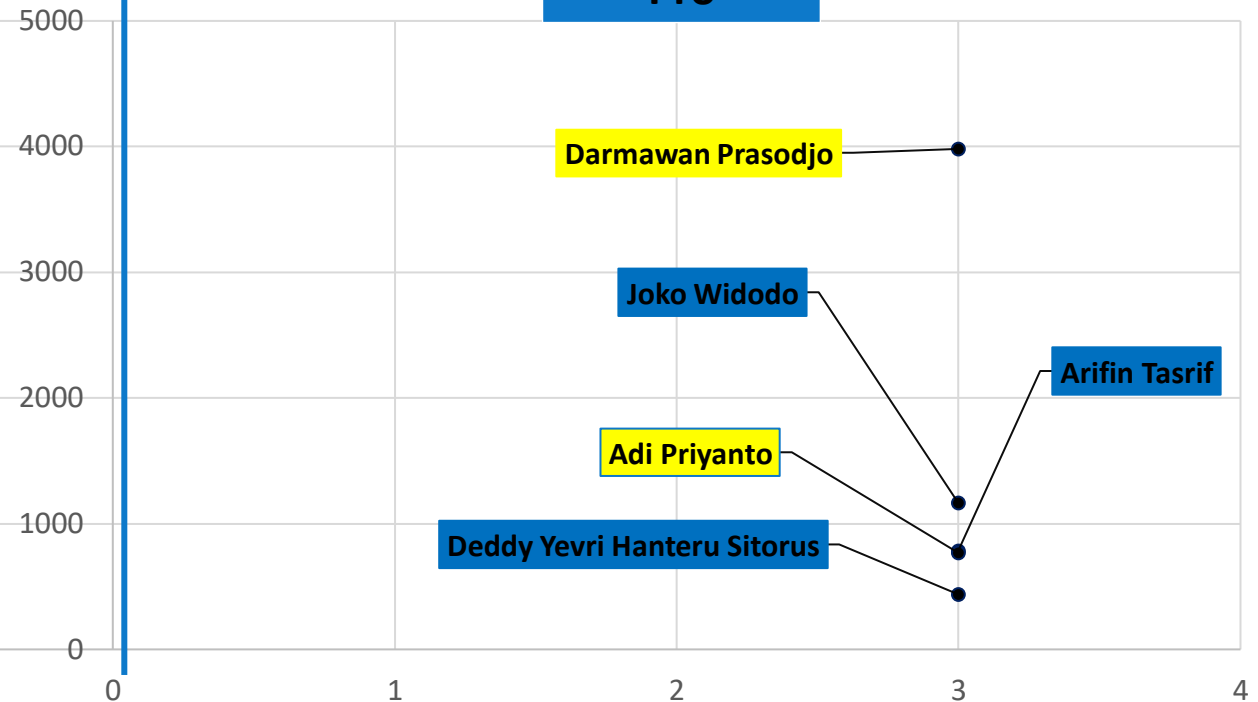 5000
4000
Darmawan Prasodjo
3000
Joko Widodo
Arifin Tasrif
2000
Adi Priyanto
1000
Deddy Yevri Hanteru Sitorus
0
0 1 2 3 4